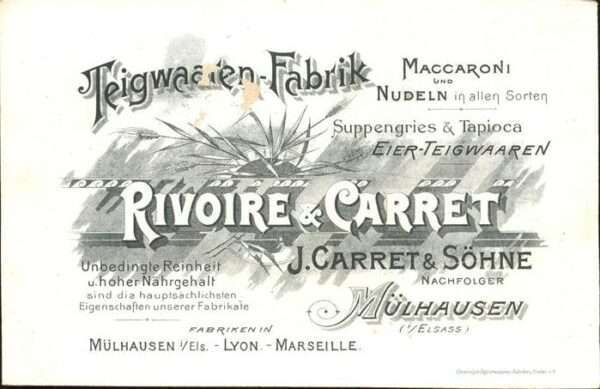 Teigwaaren-Fabrik
MACCARONI
UND
NUDELN in allen Sorten
Suppengries & Tapioca
EIER-TEIGWAAREN
RIVOIRE & CARRET
J. CARRET & SÖHNE
NACHFOLGER
MÜLHAUSEN
(i/ELSASS)
Unbedingte Reinheit
u. hoher Nährgehalt
sind die hauptsächlichsten
Eigenschaften unserer Fabrikate
FABRIKEN IN
MÜLHAUSEN i/Els. - LYON. - MARSEILLE.